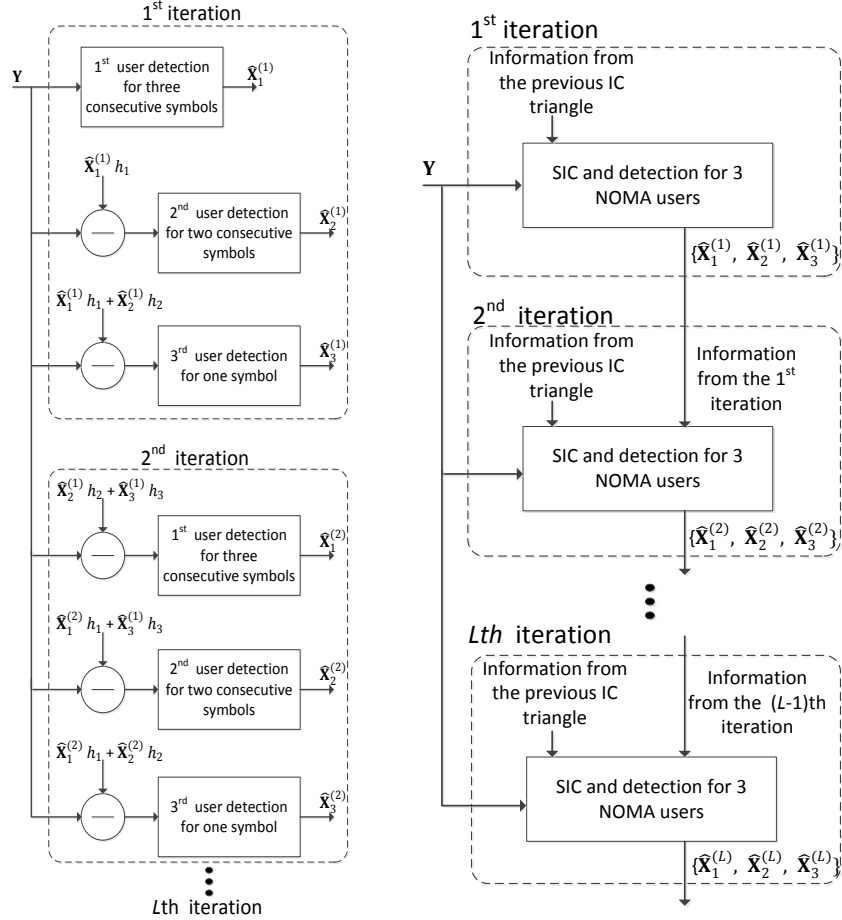 1st iteration
Y
1st user detection
for three
consecutive symbols
X̂₁⁽¹⁾
X̂₁⁽¹⁾ h₁
2nd user detection
for two consecutive
symbols
X̂₂⁽¹⁾
X̂₁⁽¹⁾ h₁ + X̂₂⁽¹⁾ h₂
3rd user detection
for one symbol
X̂₃⁽¹⁾
2nd iteration
X̂₂⁽¹⁾ h₂ + X̂₃⁽¹⁾ h₃
1st user detection
for three
consecutive symbols
X̂₁⁽²⁾
X̂₁⁽²⁾ h₁ + X̂₃⁽¹⁾ h₃
2nd user detection
for two consecutive
symbols
X̂₂⁽²⁾
X̂₁⁽²⁾ h₁ + X̂₂⁽²⁾ h₂
3rd user detection
for one symbol
X̂₃⁽²⁾
Lth iteration
1st iteration
Information from
the previous IC
triangle
Y
SIC and detection for 3
NOMA users
{X̂₁⁽¹⁾, X̂₂⁽¹⁾, X̂₃⁽¹⁾}
2nd iteration
Information from
the previous IC
triangle
Information
from the 1st
iteration
SIC and detection for 3
NOMA users
{X̂₁⁽²⁾, X̂₂⁽²⁾, X̂₃⁽²⁾}
Lth iteration
Information from
the previous IC
triangle
Information
from the (L-1)th
iteration
SIC and detection for 3
NOMA users
{X̂₁⁽ᴸ⁾, X̂₂⁽ᴸ⁾, X̂₃⁽ᴸ⁾}